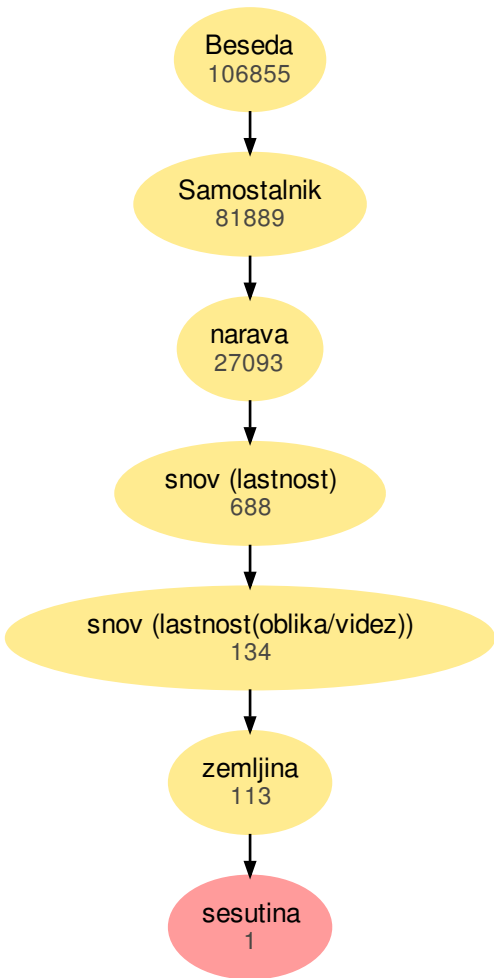 Beseda
106855
Samostalnik
81889
narava
27093
snov (lastnost)
688
snov (lastnost(oblika/videz))
134
zemljina
113
sesutina
1